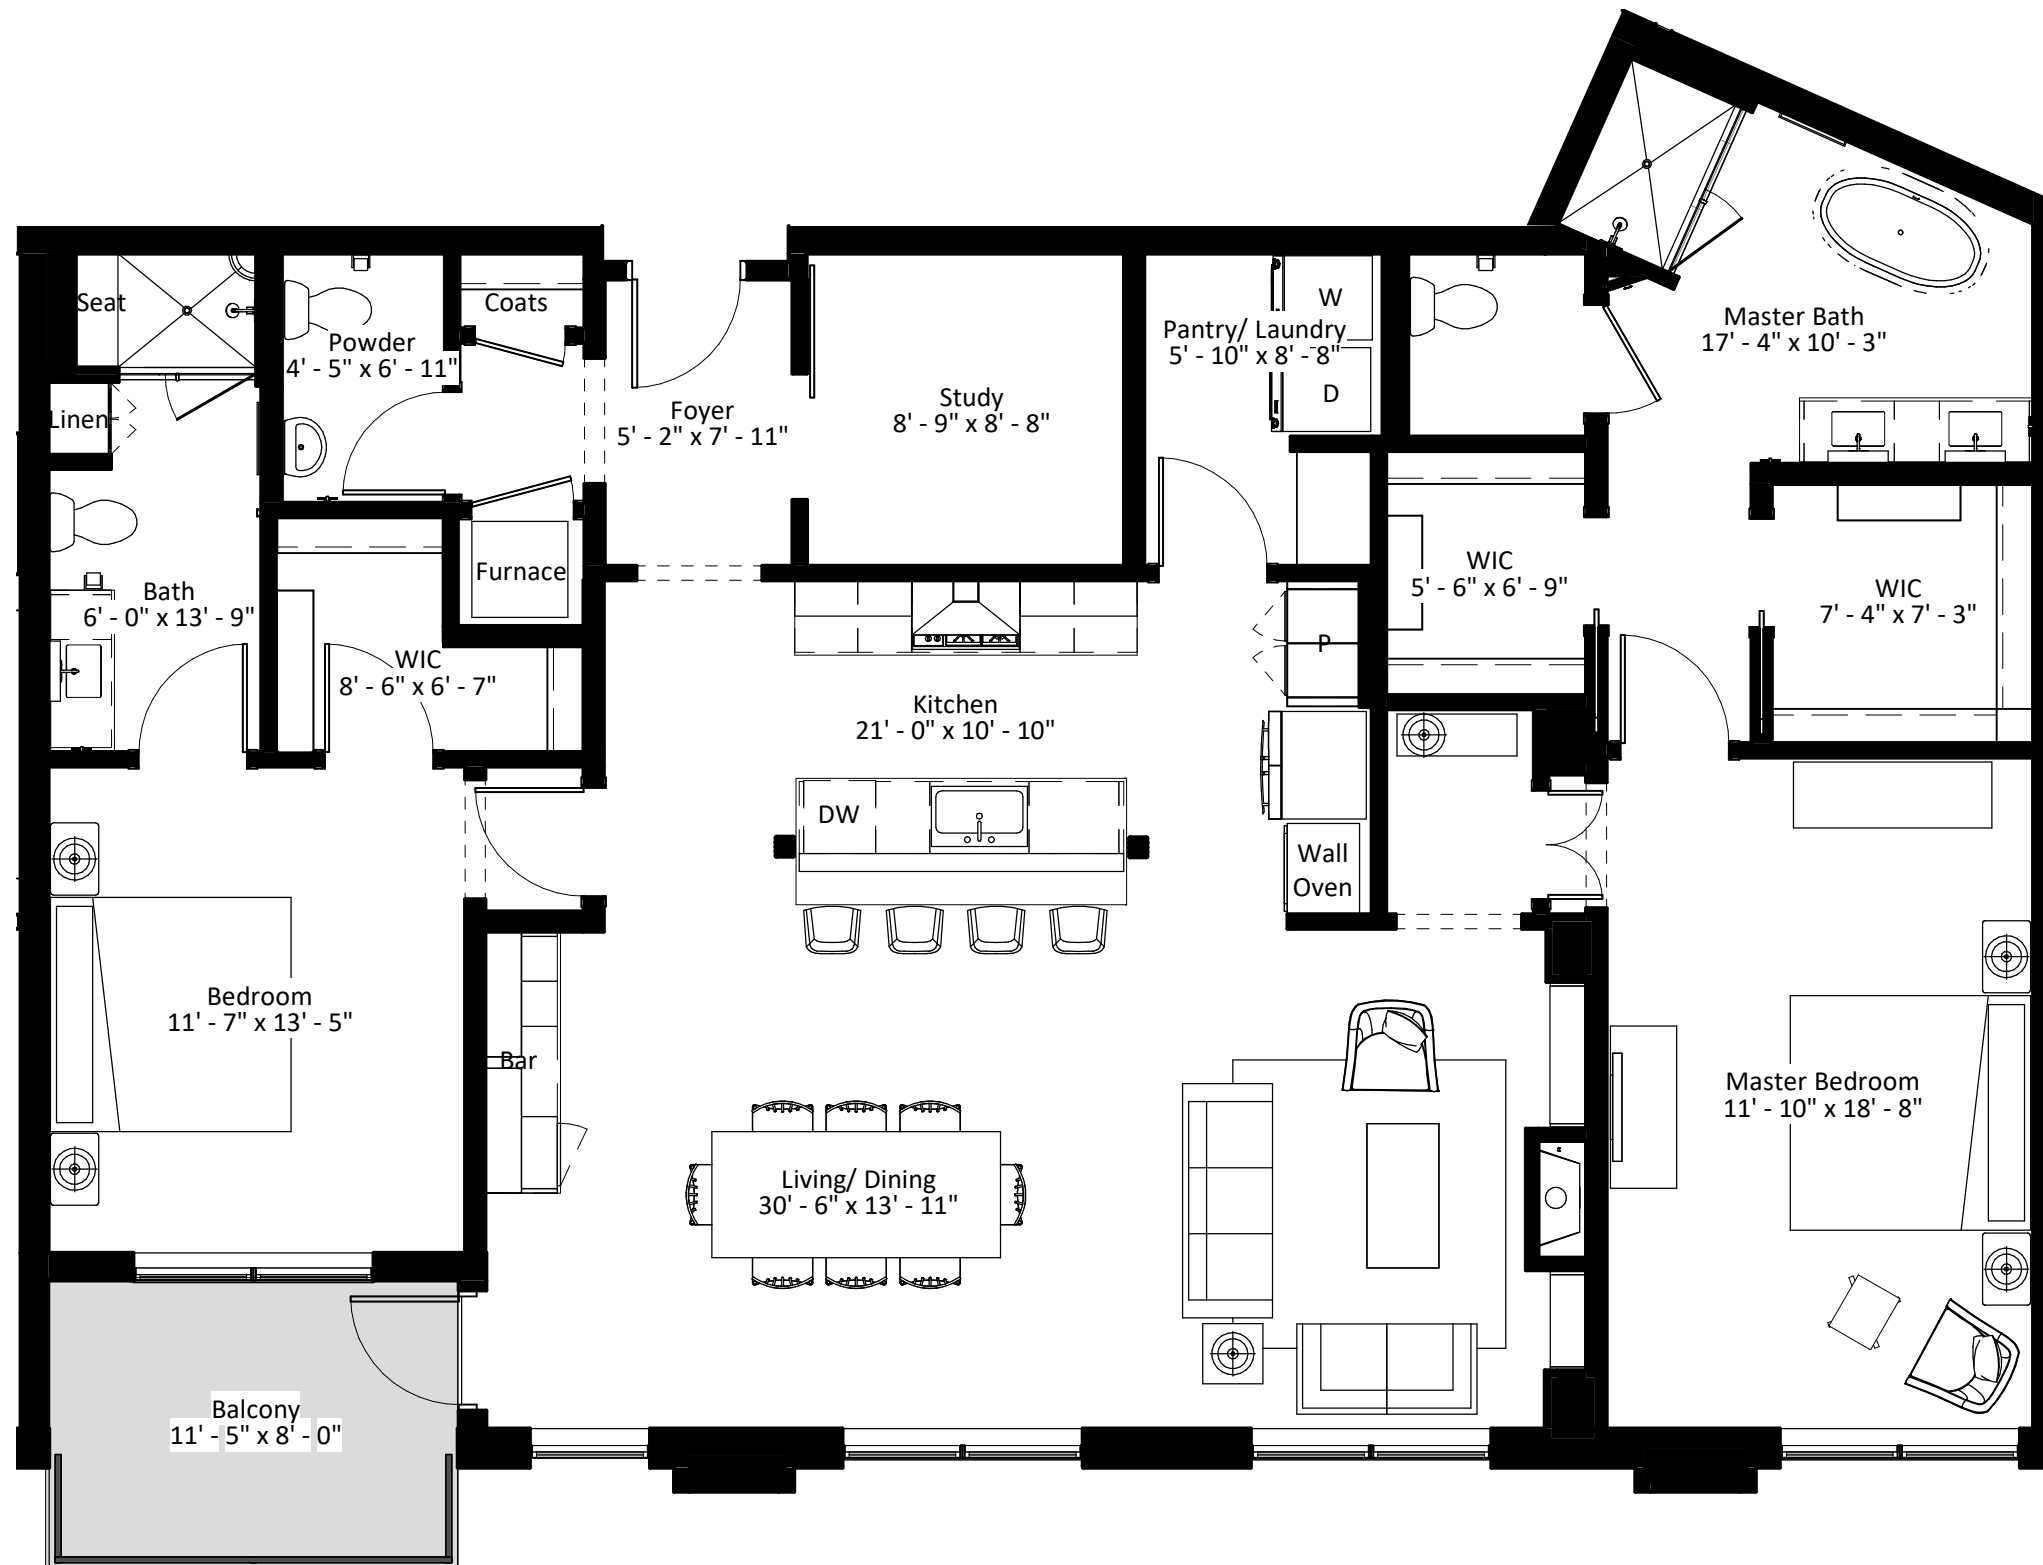 Seat
Coats
W
Powder
4' - 5" x 6' - 11"
Pantry/ Laundry
5' - 10" x 8' - 8"
Master Bath
17' - 4" x 10' - 3"
D
Linen
Foyer
5' - 2" x 7' - 11"
Study
8' - 9" x 8' - 8"
Furnace
WIC
5' - 6" x 6' - 9"
Bath
6' - 0" x 13' - 9"
WIC
7' - 4" x 7' - 3"
P
WIC
8' - 6" x 6' - 7"
Kitchen
21' - 0" x 10' - 10"
DW
Wall
Oven
Bedroom
11' - 7" x 13' - 5"
Bar
Master Bedroom
11' - 10" x 18' - 8"
Living/ Dining
30' - 6" x 13' - 11"
Balcony
11' - 5" x 8' - 0"